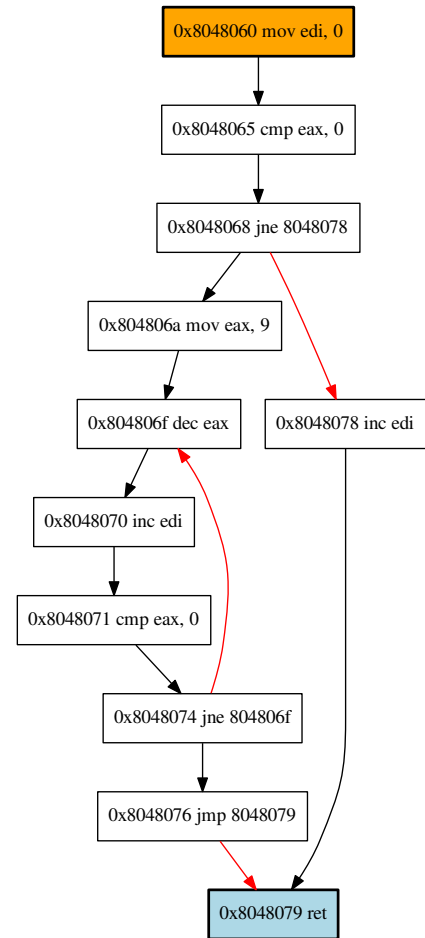 0x8048060 mov edi, 0
0x8048065 cmp eax, 0
0x8048068 jne 8048078
0x804806a mov eax, 9
0x804806f dec eax
0x8048078 inc edi
0x8048070 inc edi
0x8048071 cmp eax, 0
0x8048074 jne 804806f
0x8048076 jmp 8048079
0x8048079 ret